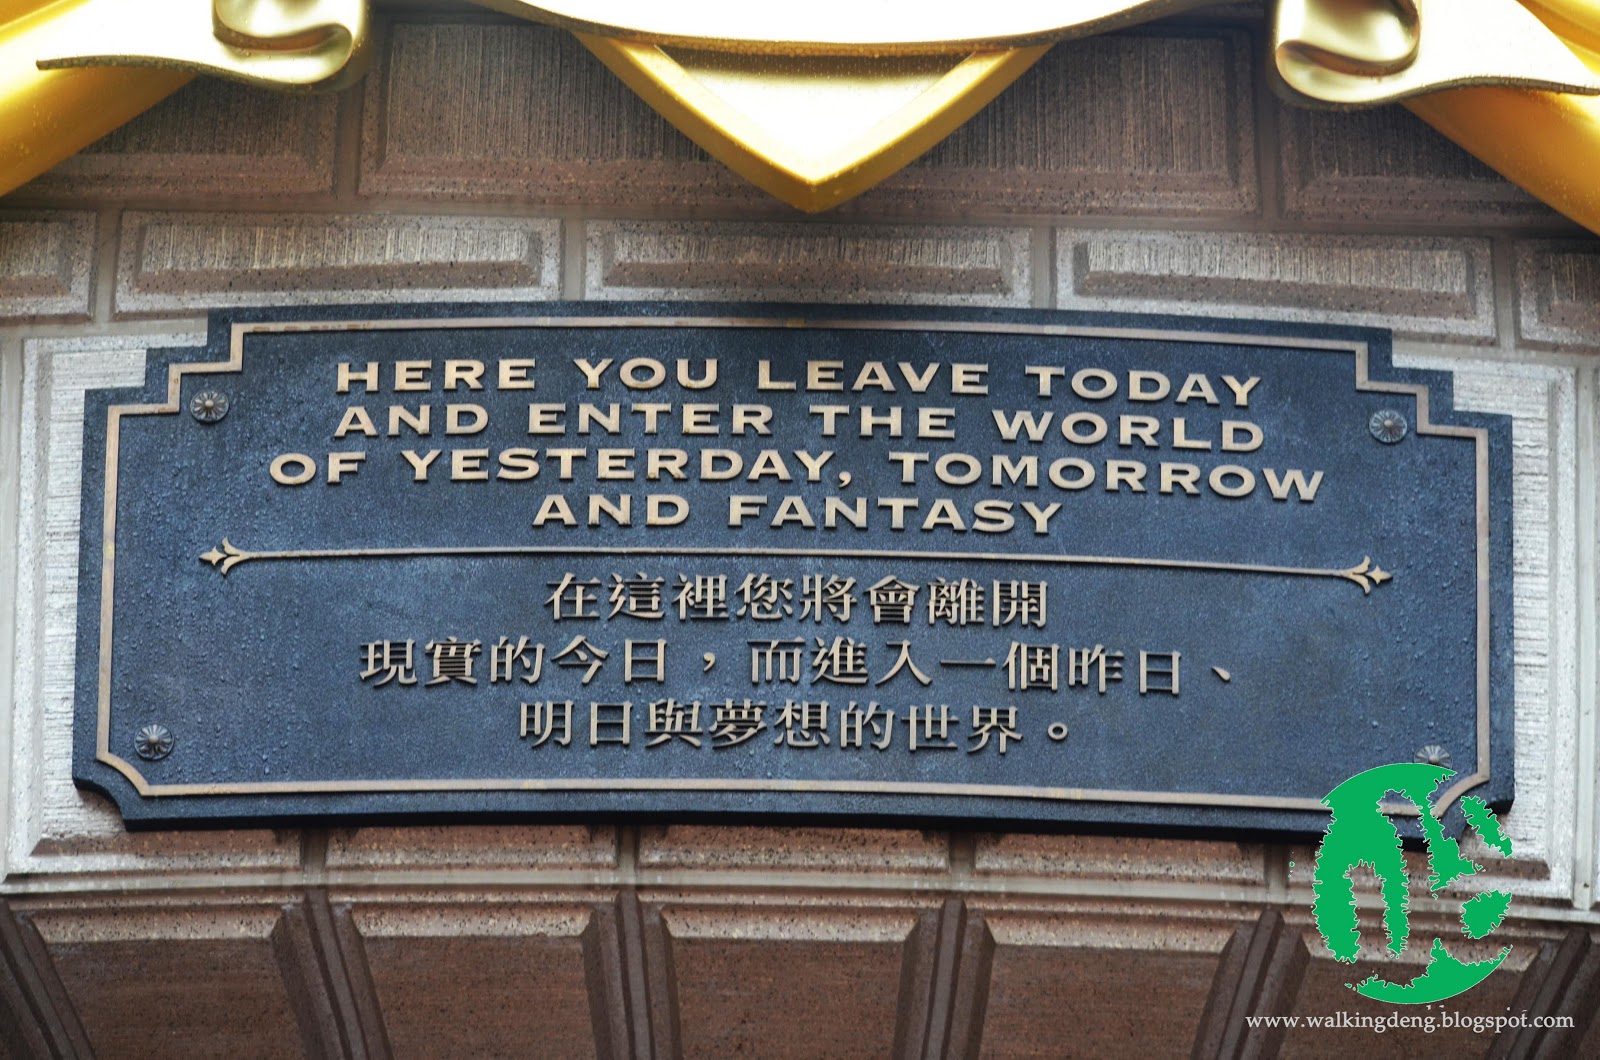 HERE YOU LEAVE TODAY
AND ENTER THE WORLD
OF YESTERDAY, TOMORROW
AND FANTASY
在這裡您將會離開
現實的今日，而進入一個昨日、
明日與夢想的世界。
www.walkingdeng.blogspot.com